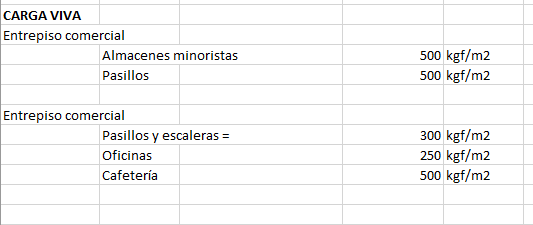 CARGA VIVA
Entrepiso comercial
Almacenes minoristas 500 kgf/m2
Pasillos 500 kgf/m2
Entrepiso comercial
Pasillos y escaleras = 300 kgf/m2
Oficinas 250 kgf/m2
Cafetería 500 kgf/m2